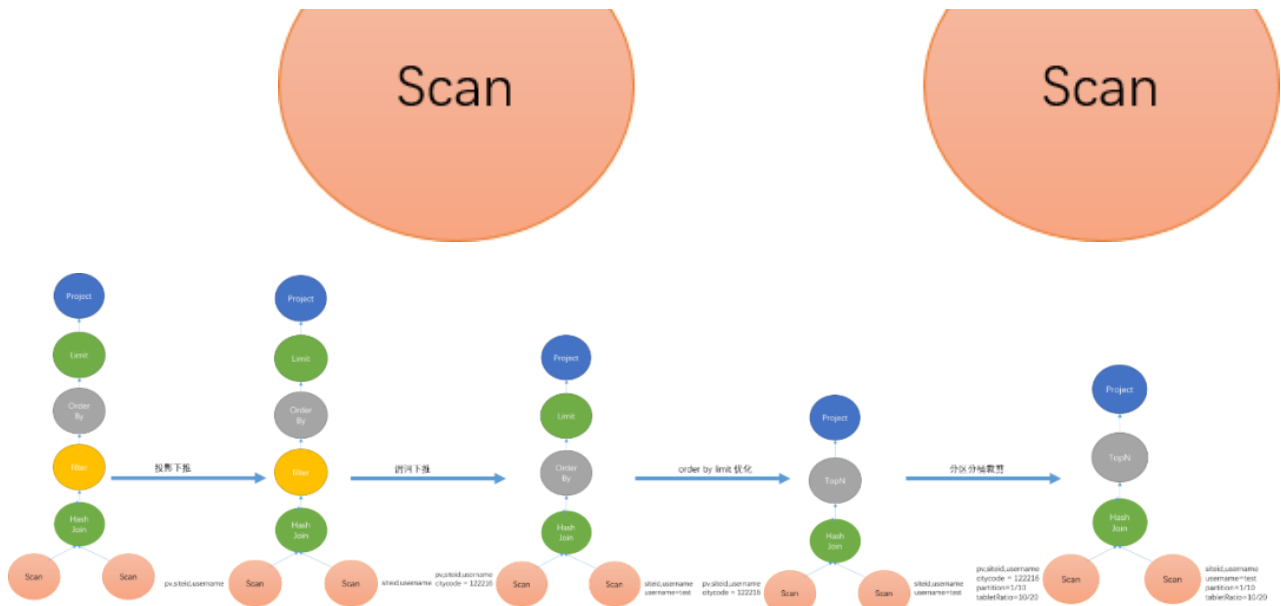 Scan
Scan
Project
Limit
Order
By
filter
Hash
Join
Scan
Scan
投影下推
Project
Limit
Order
By
filter
Hash
Join
pv,siteid,username
Scan
Scan
siteid,username
谓词下推
Project
Limit
Order
By
Hash
Join
pv,siteid,username
citycode = 122216
Scan
Scan
siteid,username
username=test
order by limit 优化
Project
TopN
Hash
Join
pv,siteid,username
citycode = 122216
Scan
Scan
siteid,username
username=test
分区分桶裁剪
Project
TopN
Hash
Join
pv,siteid,username
citycode = 122216
partition=1/10
tabletRatio=10/20
Scan
Scan
siteid,username
username=test
partition=1/10
tabletRatio=10/20